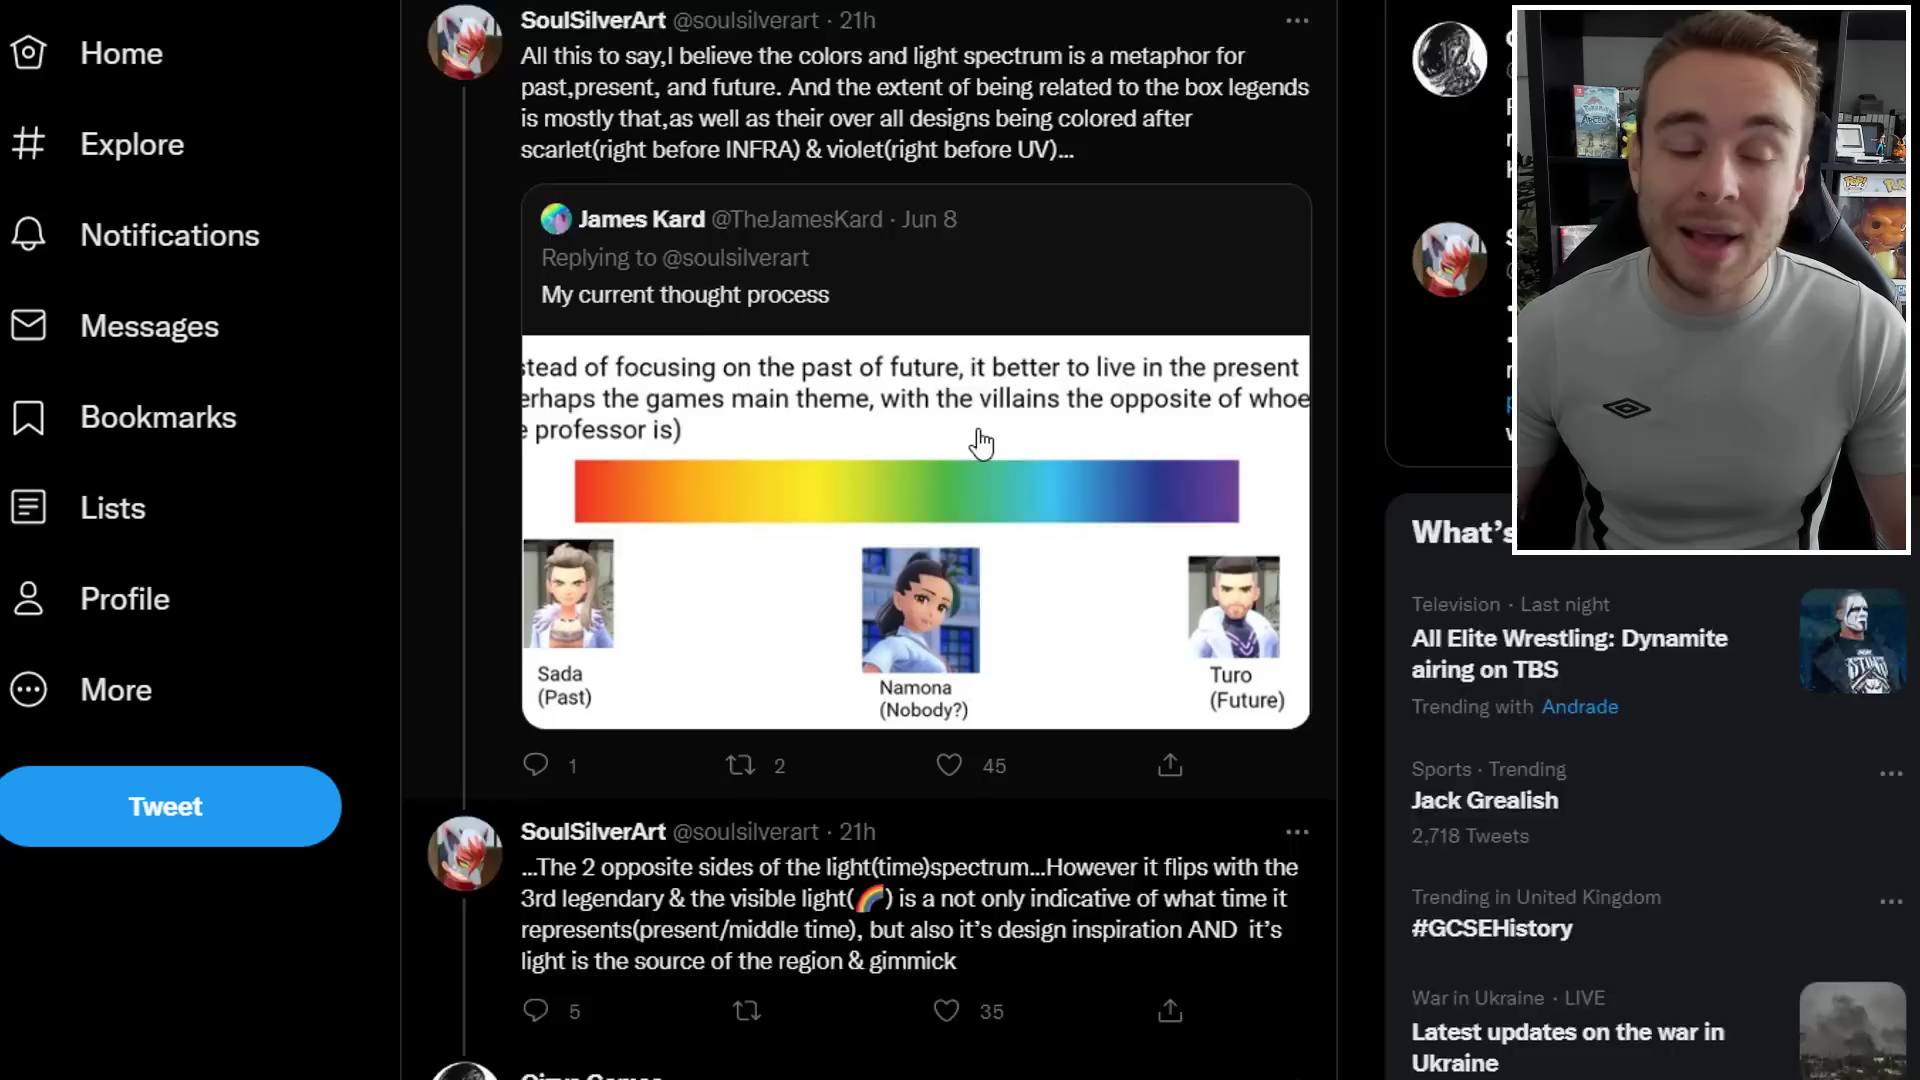 Home
Explore
Notifications
Messages
Bookmarks
Lists
Profile
More
Tweet
SoulSilverArt @soulsilverart · 21h
All this to say,I believe the colors and light spectrum is a metaphor for
past,present, and future. And the extent of being related to the box legends
is mostly that,as well as their over all designs being colored after
scarlet(right before INFRA) & violet(right before UV)...
James Kard @TheJamesKard · Jun 8
Replying to @soulsilverart
My current thought process
stead of focusing on the past of future, it better to live in the present
erhaps the games main theme, with the villains the opposite of whoe
e professor is)
Sada
(Past)
Namona
(Nobody?)
Turo
(Future)
1
2
45
SoulSilverArt @soulsilverart · 21h
...The 2 opposite sides of the light(time)spectrum...However it flips with the
3rd legendary & the visible light(🌈) is a not only indicative of what time it
represents(present/middle time), but also it's design inspiration AND it's
light is the source of the region & gimmick
5
35
What's
Television · Last night
All Elite Wrestling: Dynamite
airing on TBS
Trending with Andrade
Sports · Trending
Jack Grealish
2,718 Tweets
Trending in United Kingdom
#GCSEHistory
War in Ukraine · LIVE
Latest updates on the war in
Ukraine